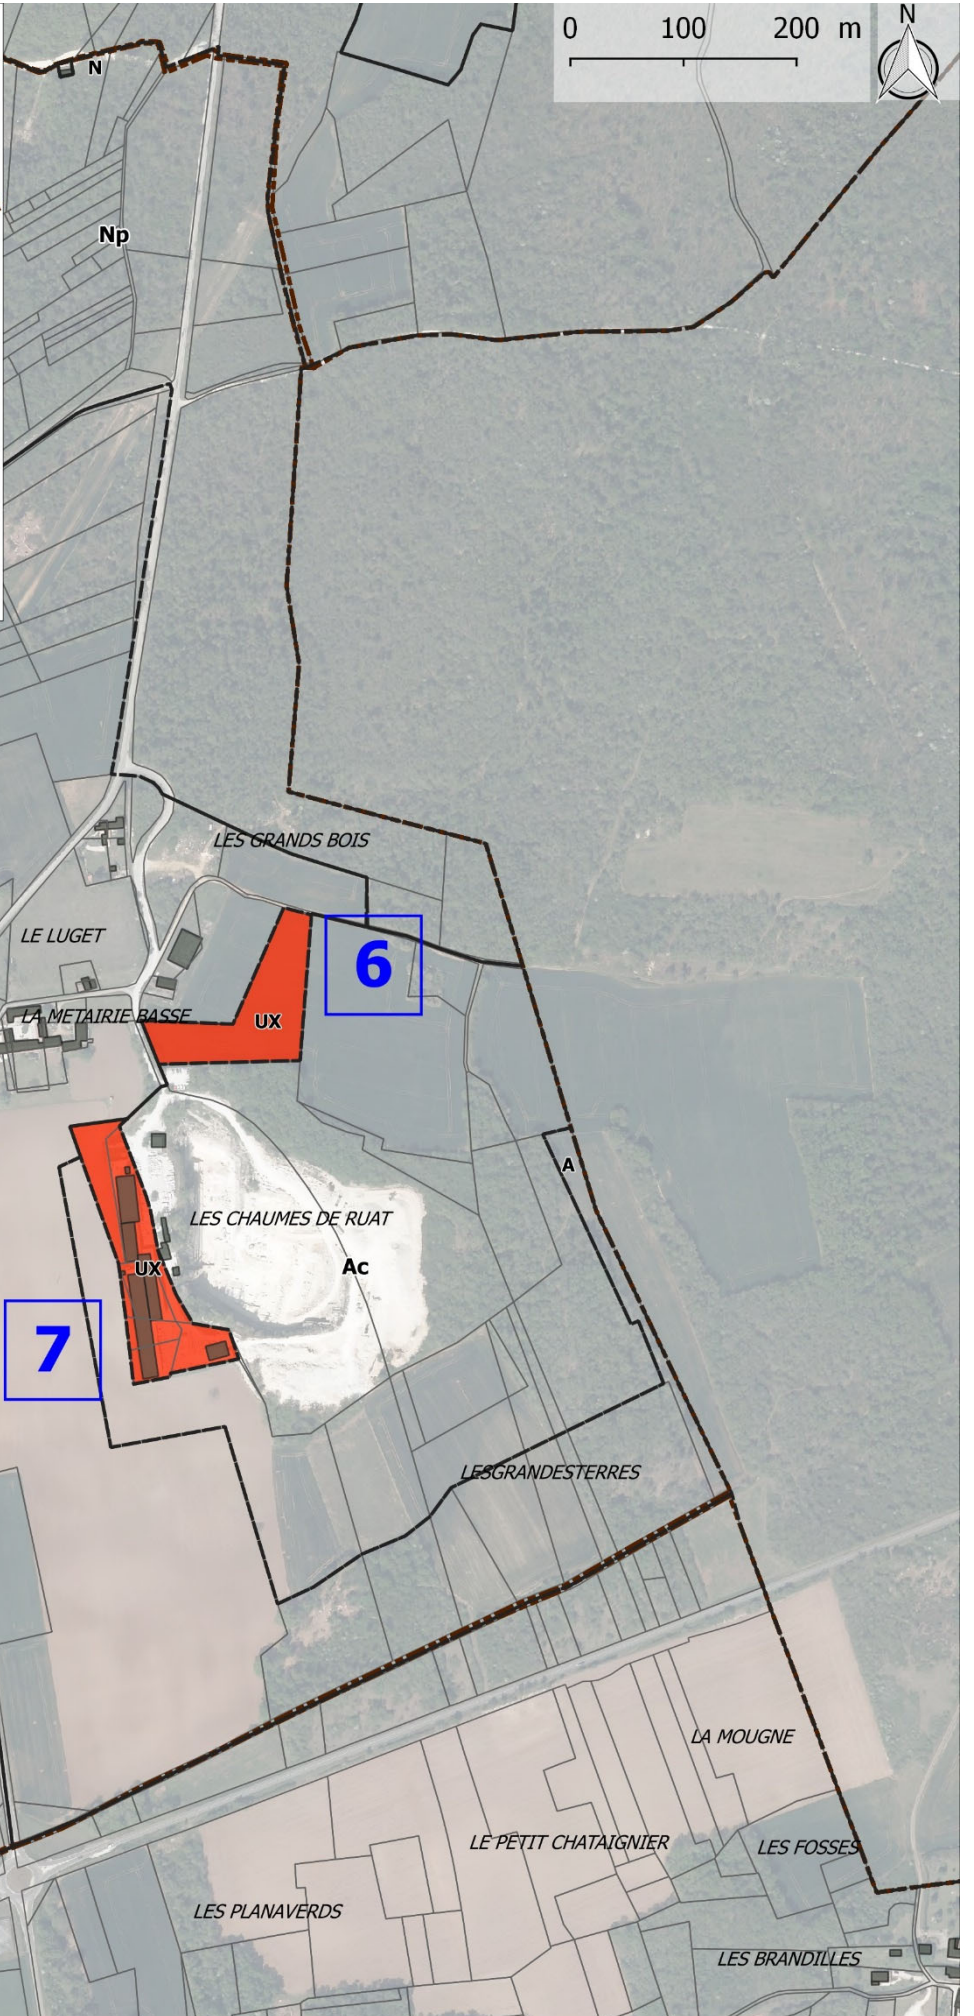 0 100 200 m
N
N
Np
LES GRANDS BOIS
LE LUGET
6
LA METAIRIE BASSE
UX
A
LES CHAUMES DE RUAT
UX
Ac
7
LESGRANDESTERRES
LA MOUGNE
LE PETIT CHATAIGNIER
LES FOSSES
LES PLANAVERDS
LES BRANDILLES